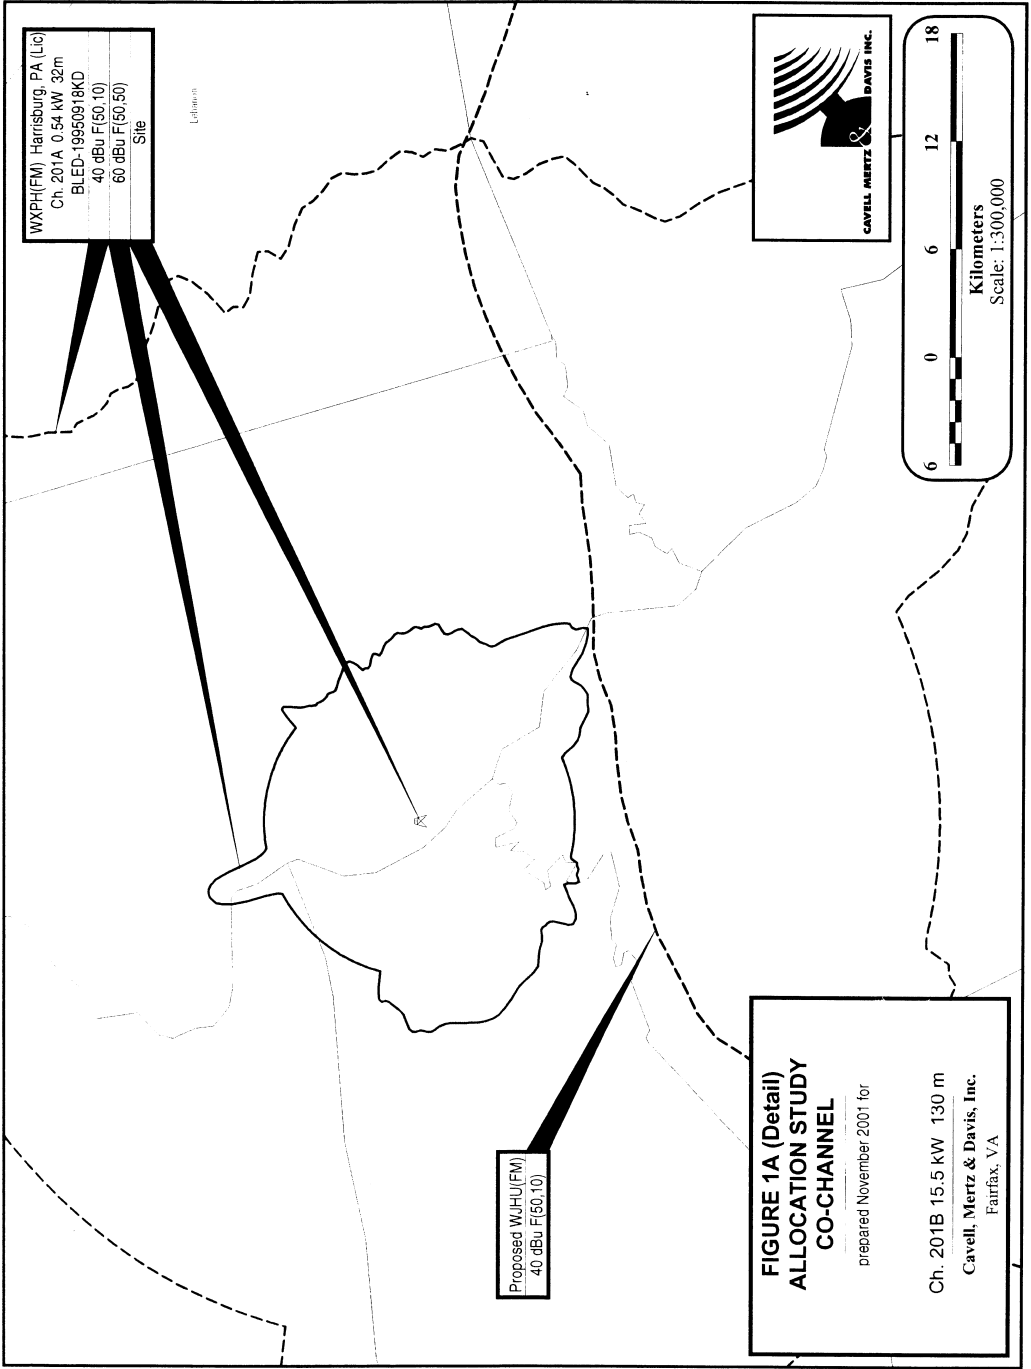 WXPH(FM) Harrisburg, PA (Lic)
Ch. 201A 0.54 kW 32m
BLED-19950918KD
40 dBu F(50,10)
60 dBu F(50,50)
Site
Lebanon
CAVELL MERTZ & DAVIS INC.
6 0 6 12 18
Kilometers
Scale: 1:300,000
Proposed WJHU(FM)
40 dBu F(50,10)
FIGURE 1A (Detail)
ALLOCATION STUDY
CO-CHANNEL
prepared November 2001 for
Ch. 201B 15.5 kW 130 m
Cavell, Mertz & Davis, Inc.
Fairfax, VA